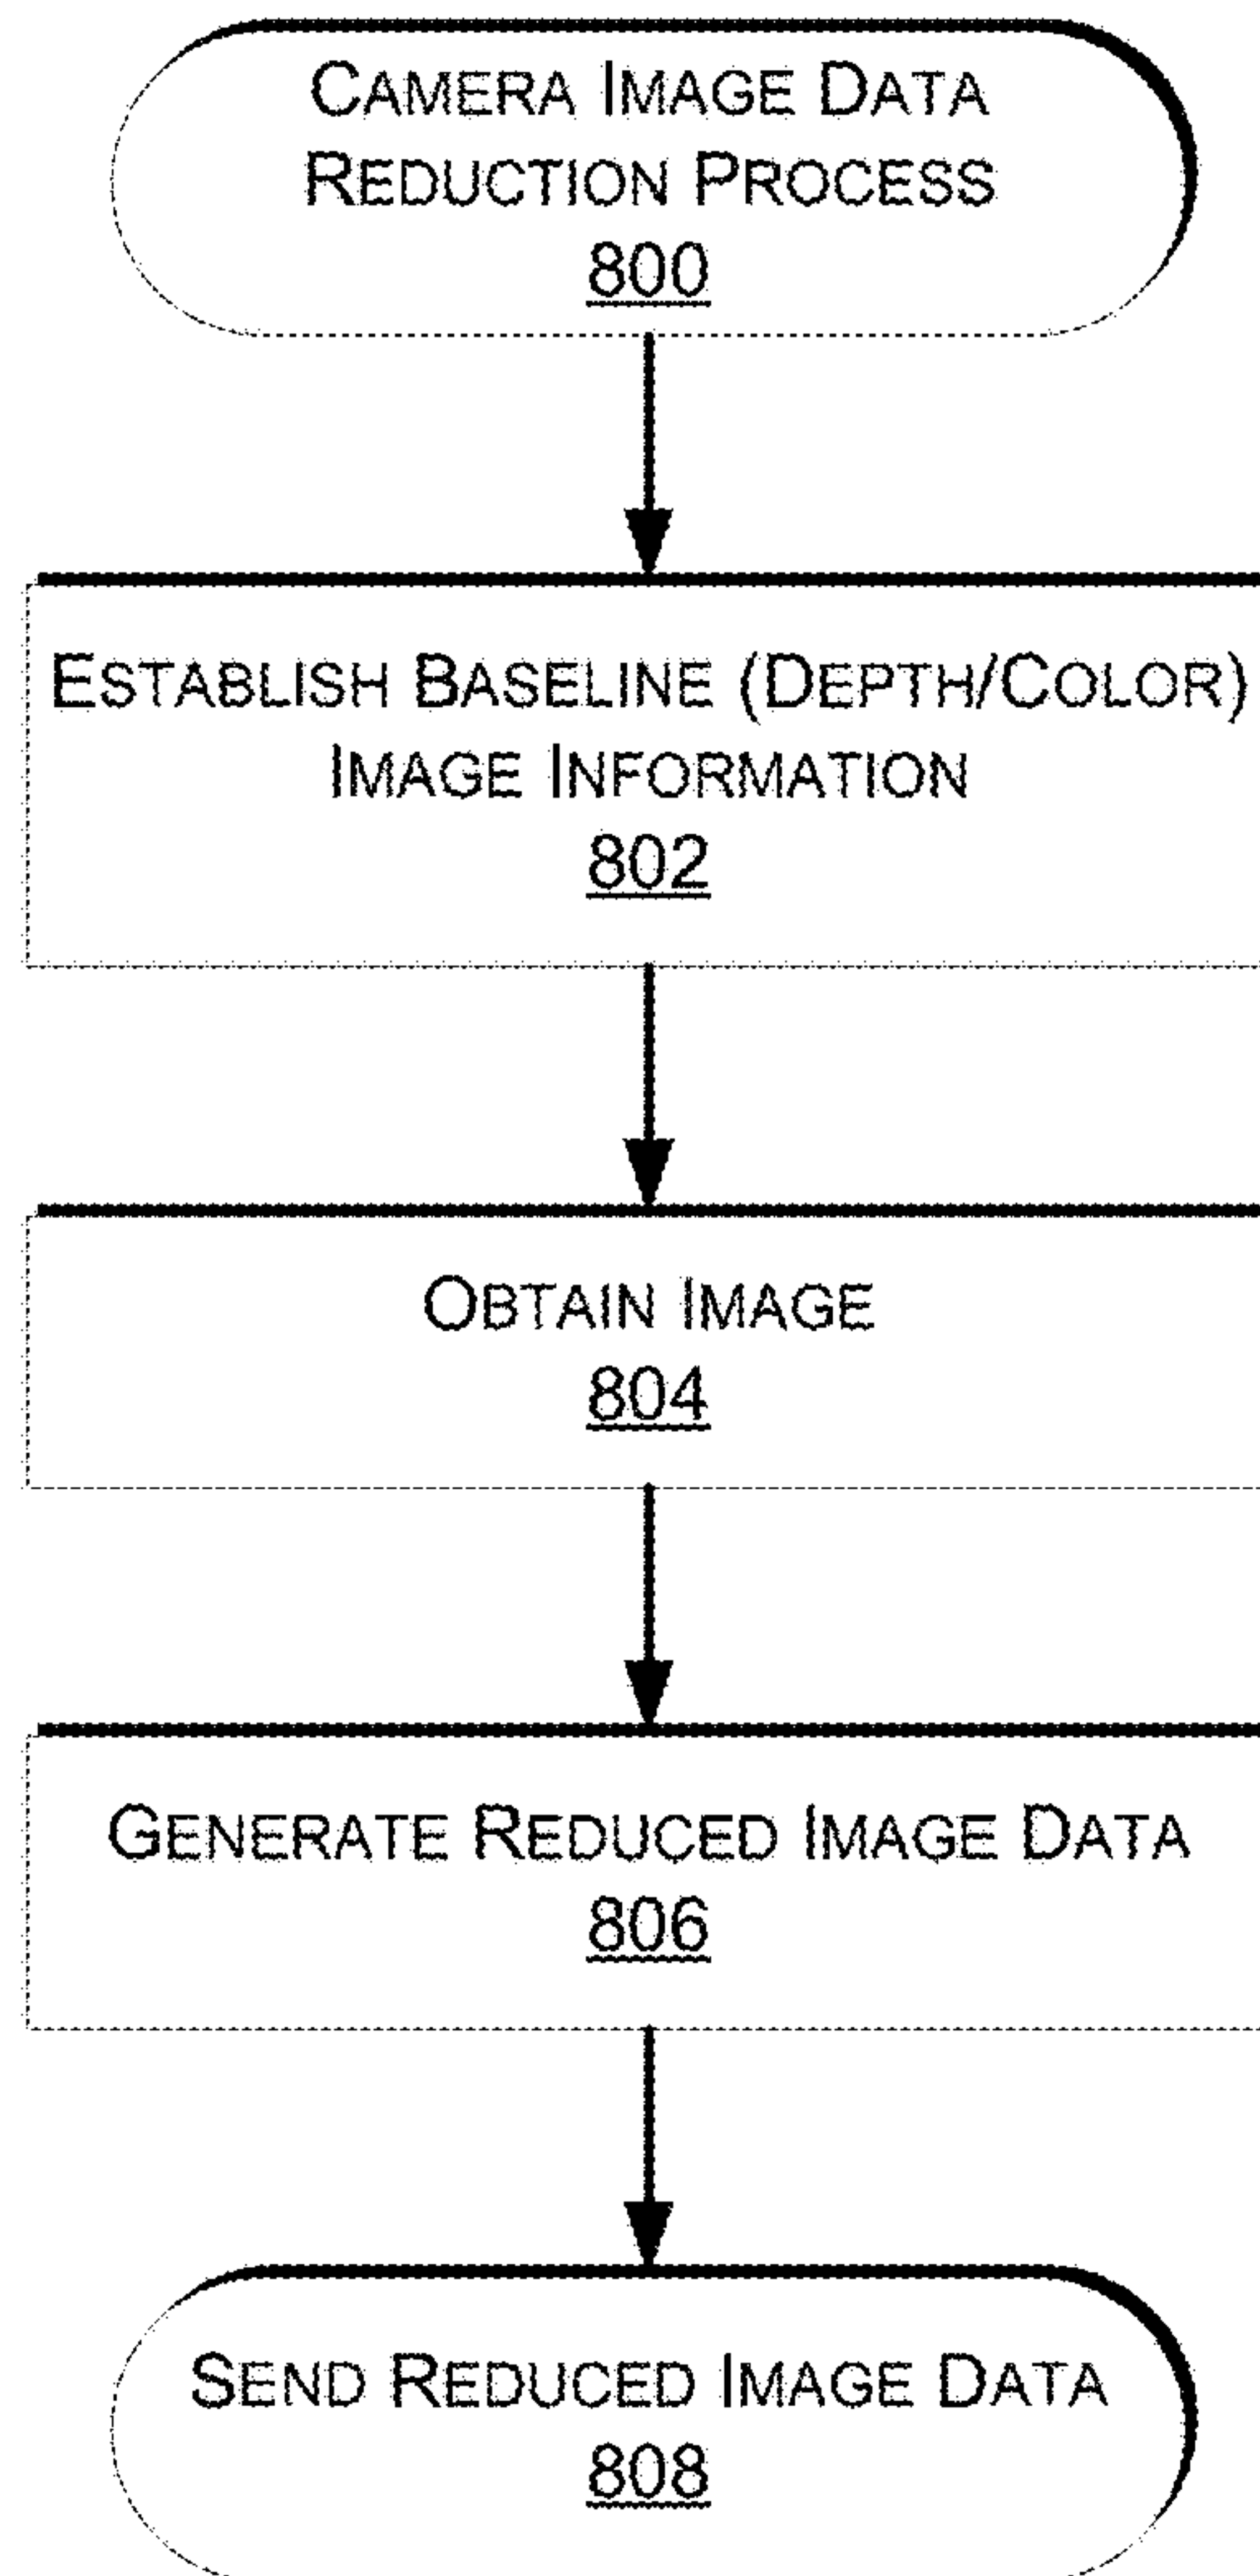 CAMERA IMAGE DATA
REDUCTION PROCESS
800
ESTABLISH BASELINE (DEPTH/COLOR)
IMAGE INFORMATION
802
OBTAIN IMAGE
804
GENERATE REDUCED IMAGE DATA
806
SEND REDUCED IMAGE DATA
808